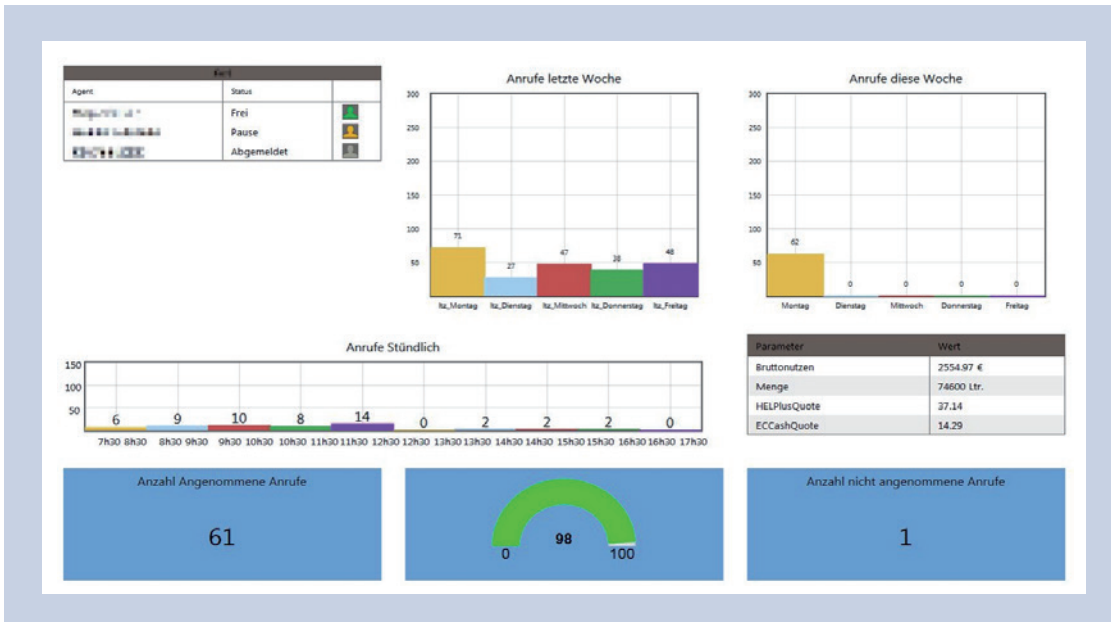 Agent Status
Frei
Pause
Abgemeldet
Anrufe letzte Woche
300
250
200
150
100
50
71
27
47
38
48
ltz_Montag ltz_Dienstag ltz_Mittwoch ltz_Donnerstag ltz_Freitag
Anrufe diese Woche
300
250
200
150
100
50
62
0
0
0
0
Montag Dienstag Mittwoch Donnerstag Freitag
Anrufe Stündlich
150
100
50
6 9 10 8 14 0 2 2 2 0
7h30 8h30 8h30 9h30 9h30 10h30 10h30 11h30 11h30 12h30 12h30 13h30 13h30 14h30 14h30 15h30 15h30 16h30 16h30 17h30
Parameter Wert
Bruttonutzen 2554.97 €
Menge 74600 Ltr.
HELPlusQuote 37.14
ECCashQuote 14.29
Anzahl Angenommene Anrufe
61
98
0 100
Anzahl nicht angenommene Anrufe
1